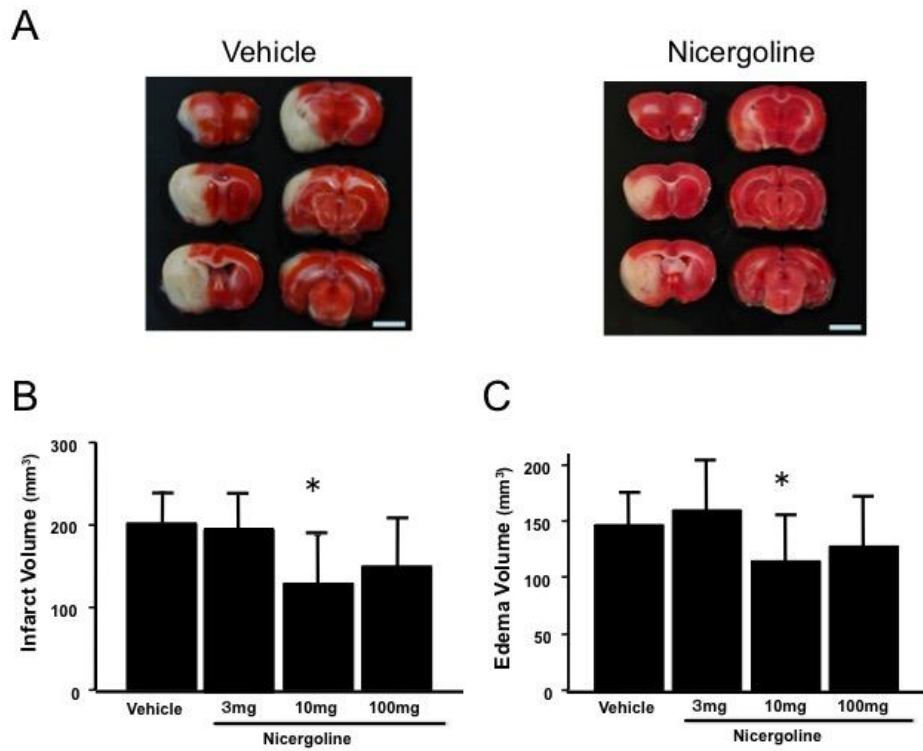 A
Vehicle
Nicergoline
B
Infarct Volume (mm³)
300
200
100
0
*
Vehicle
3mg
10mg
100mg
Nicergoline
C
Edema Volume (mm³)
200
150
100
50
0
*
Vehicle
3mg
10mg
100mg
Nicergoline